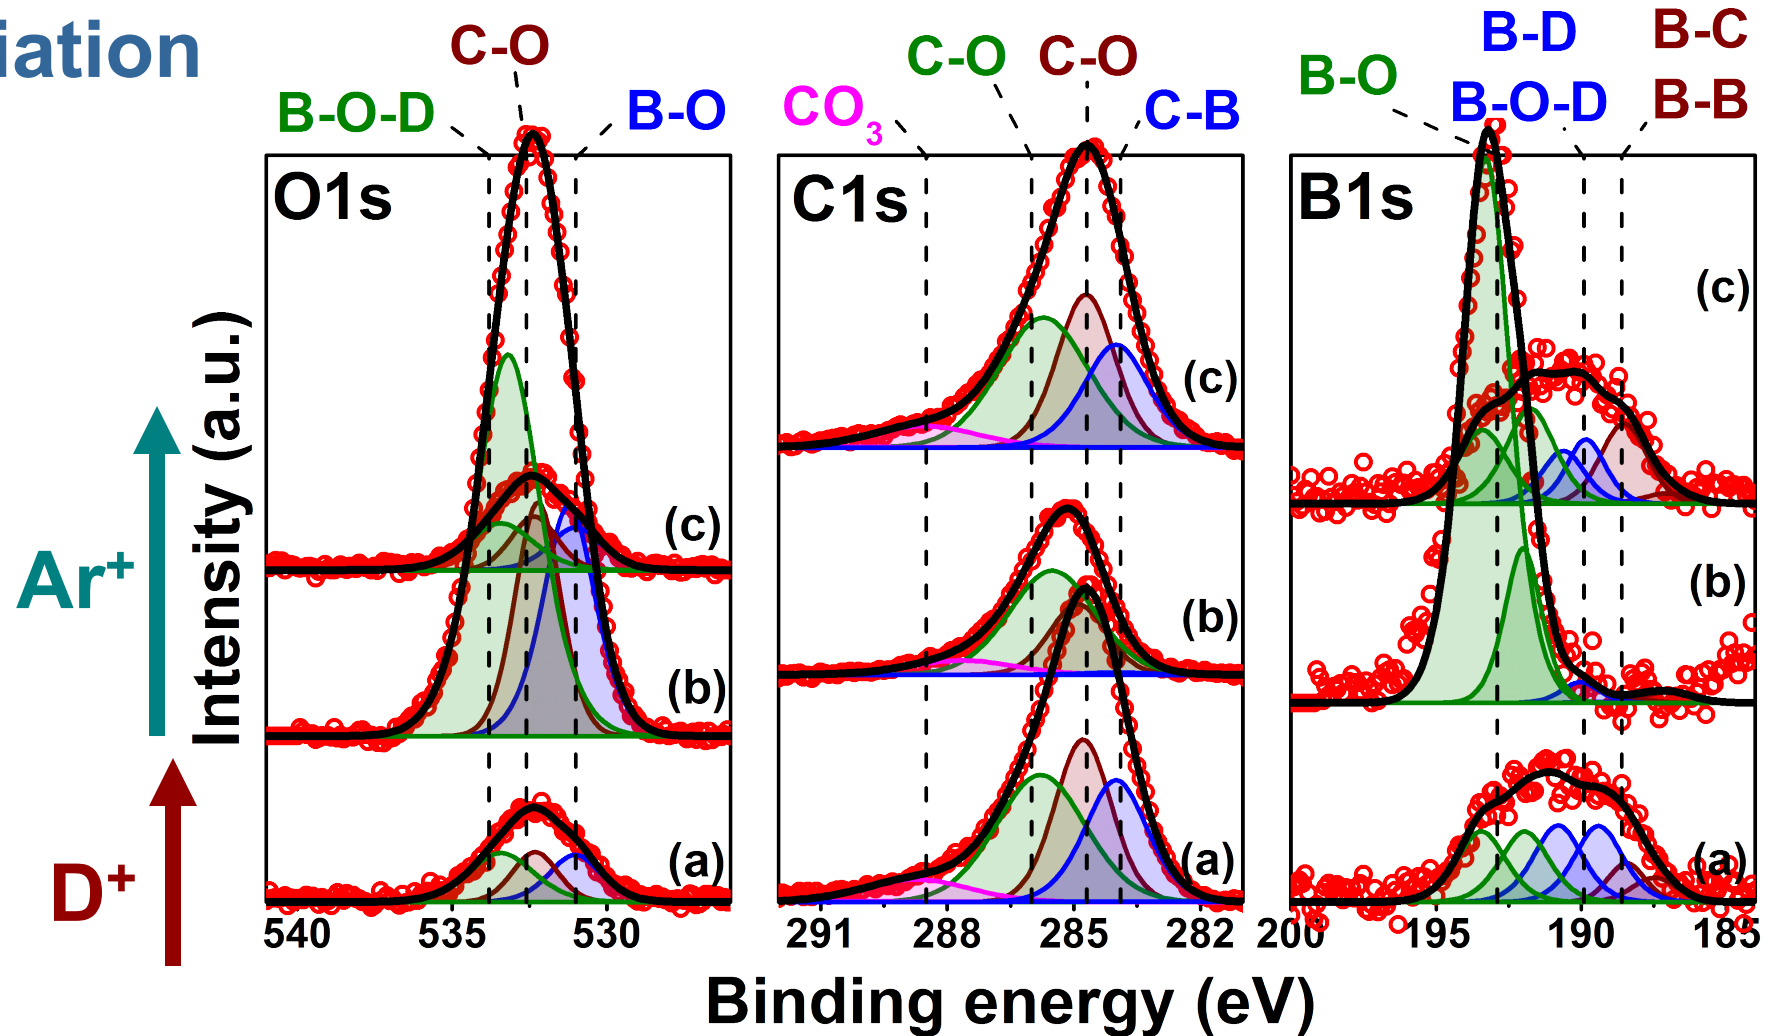 iation
C-O
B-O-D
B-O
C-O
C-O
CO3
C-B
B-D
B-C
B-O
B-O-D
B-B
O1s
C1s
B1s
(c)
(c)
(c)
(b)
(b)
(b)
(a)
(a)
(a)
Intensity (a.u.)
Ar+
D+
540
535
530
291
288
285
282
200
195
190
185
Binding energy (eV)